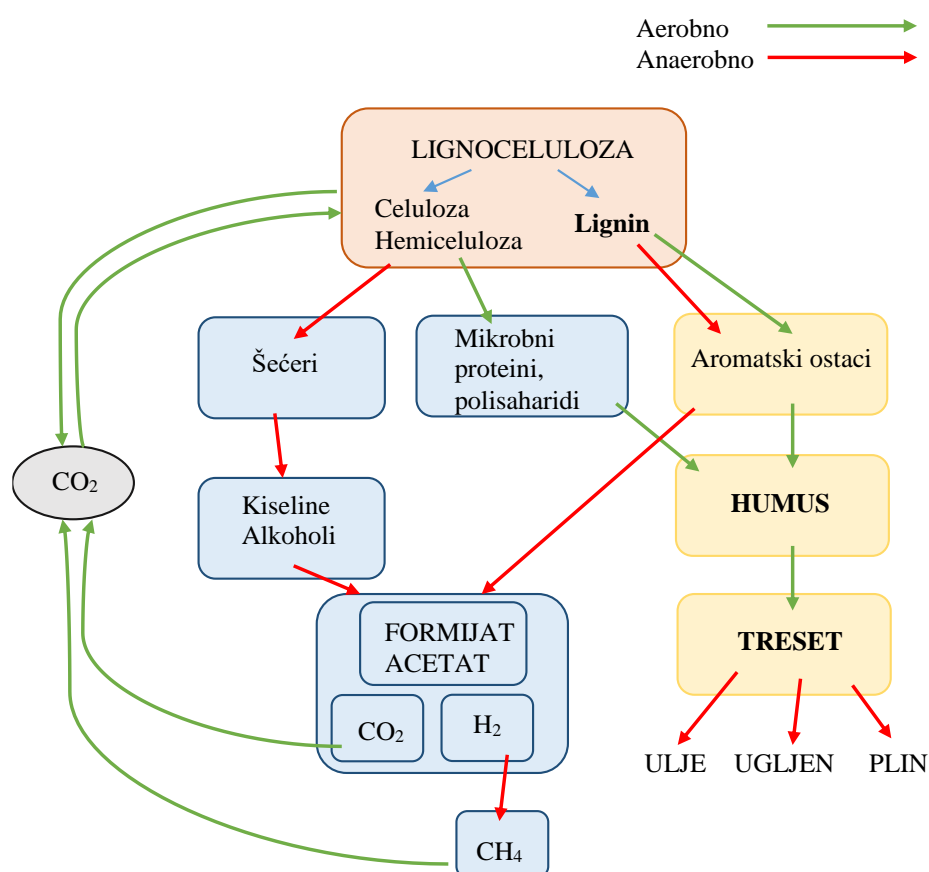 Aerobno
Anaerobno
LIGNOCELULOZA
Celuloza
Hemiceluloza
Lignin
Šećeri
Mikrobni
proteini,
polisaharidi
Aromatski ostaci
CO₂
Kiseline
Alkoholi
HUMUS
FORMIJAT
ACETAT
TRESET
CO₂
H₂
ULJE
UGLJEN
PLIN
CH₄